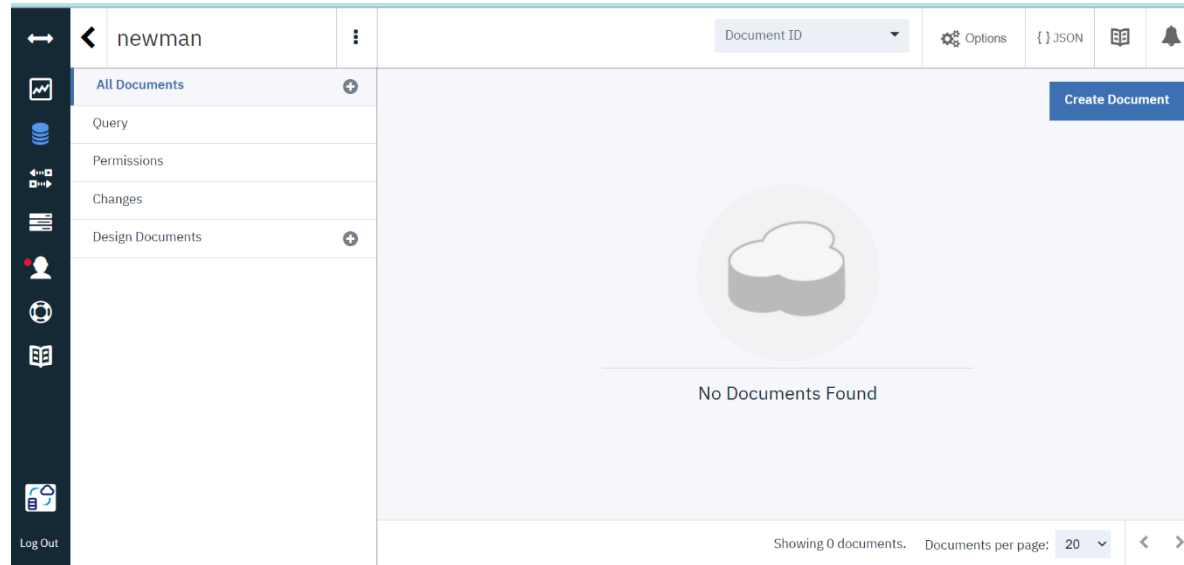 newman
Document ID
Options
{ } JSON
All Documents
Query
Permissions
Changes
Design Documents
Create Document
No Documents Found
Log Out
Showing 0 documents. Documents per page: 20